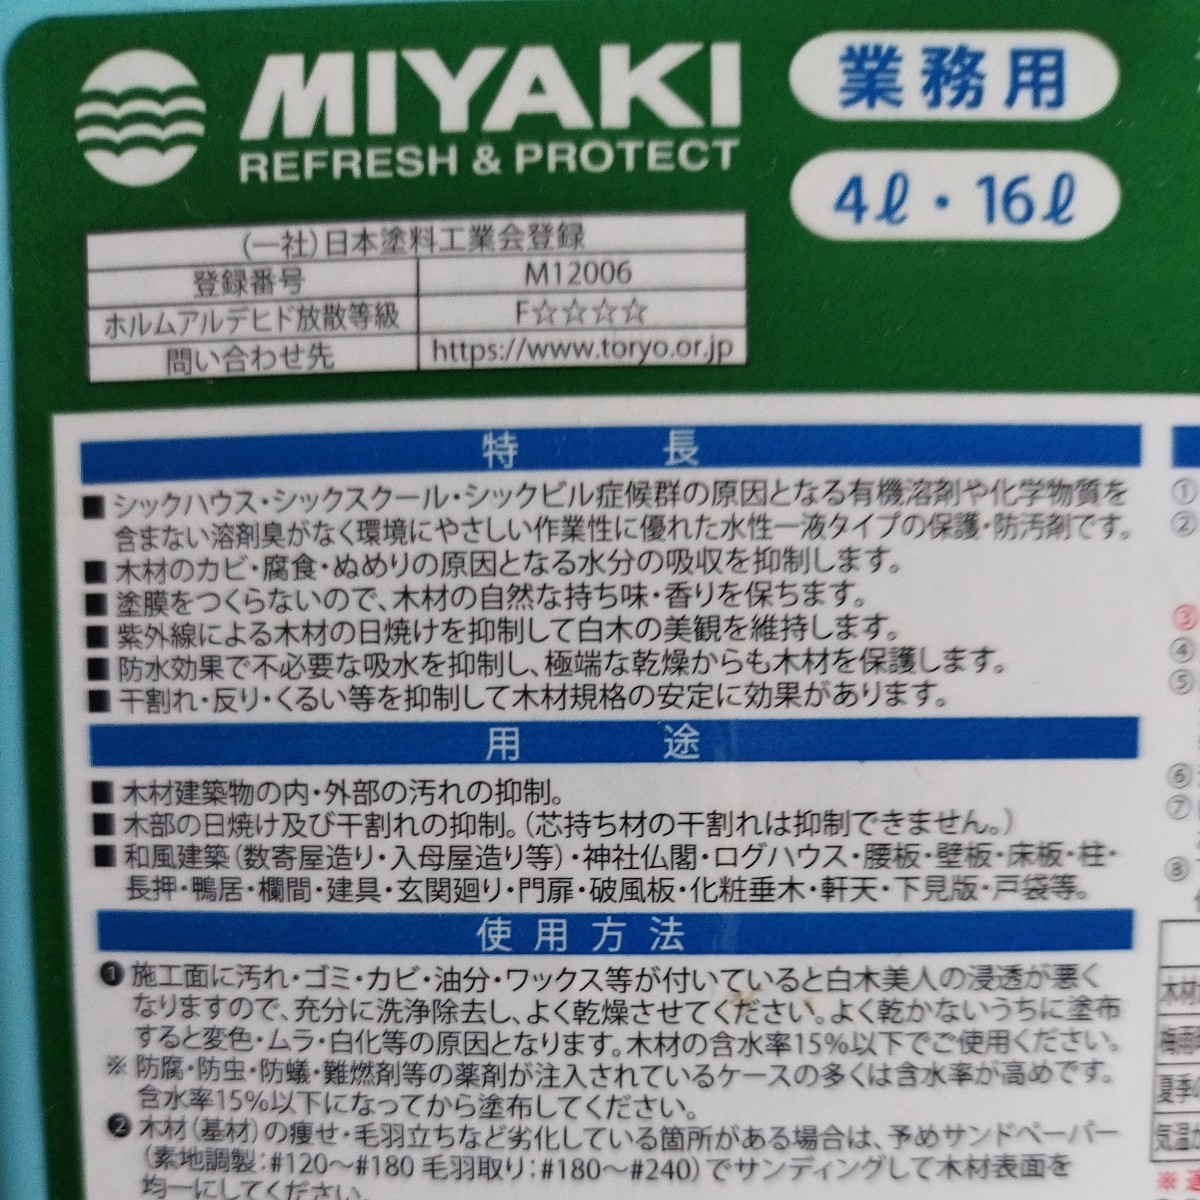 MIYAKI
REFRESH & PROTECT
業務用
4ℓ・16ℓ
(一社)日本塗料工業会登録
登録番号 M12006
ホルムアルデヒド放散等級 F☆☆☆☆
問い合わせ先 https://www.toryo.or.jp
特長
■ シックハウス・シックスクール・シックビル症候群の原因となる有機溶剤や化学物質を
含まない溶剤臭がなく環境にやさしい作業性に優れた水性一液タイプの保護・防汚剤です。
■ 木材のカビ・腐食・ぬめりの原因となる水分の吸収を抑制します。
■ 塗膜をつくらないので、木材の自然な持ち味・香りを保ちます。
■ 紫外線による木材の日焼けを抑制して白木の美観を維持します。
■ 防水効果で不必要な吸水を抑制し、極端な乾燥からも木材を保護します。
■ 干割れ・反り・くるい等を抑制して木材規格の安定に効果があります。
用途
■ 木材建築物の内・外部の汚れの抑制。
■ 木部の日焼け及び干割れの抑制。(芯持ち材の干割れは抑制できません。)
■ 和風建築(数寄屋造り・入母屋造り等)・神社仏閣・ログハウス・腰板・壁板・床板・柱・
長押・鴨居・欄間・建具・玄関廻り・門扉・破風板・化粧垂木・軒天・下見版・戸袋等。
使用方法
❶ 施工面に汚れ・ゴミ・カビ・油分・ワックス等が付いていると白木美人の浸透が悪く
なりますので、充分に洗浄除去し、よく乾燥させてください。よく乾かないうちに塗布
すると変色・ムラ・白化等の原因となります。木材の含水率15%以下でご使用ください。
※ 防腐・防虫・防蟻・難燃剤等の薬剤が注入されているケースの多くは含水率が高めです。
含水率15%以下になってから塗布してください。
❷ 木材(基材)の痩せ・毛羽立ちなど劣化している箇所がある場合は、予めサンドペーパー
(素地調製:#120～#180 毛羽取り:#180～#240)でサンディングして木材表面を
均一にしてください。
①
②
③
④
⑤
⑥
⑦
⑧
木材
梅雨
夏季
気温
※